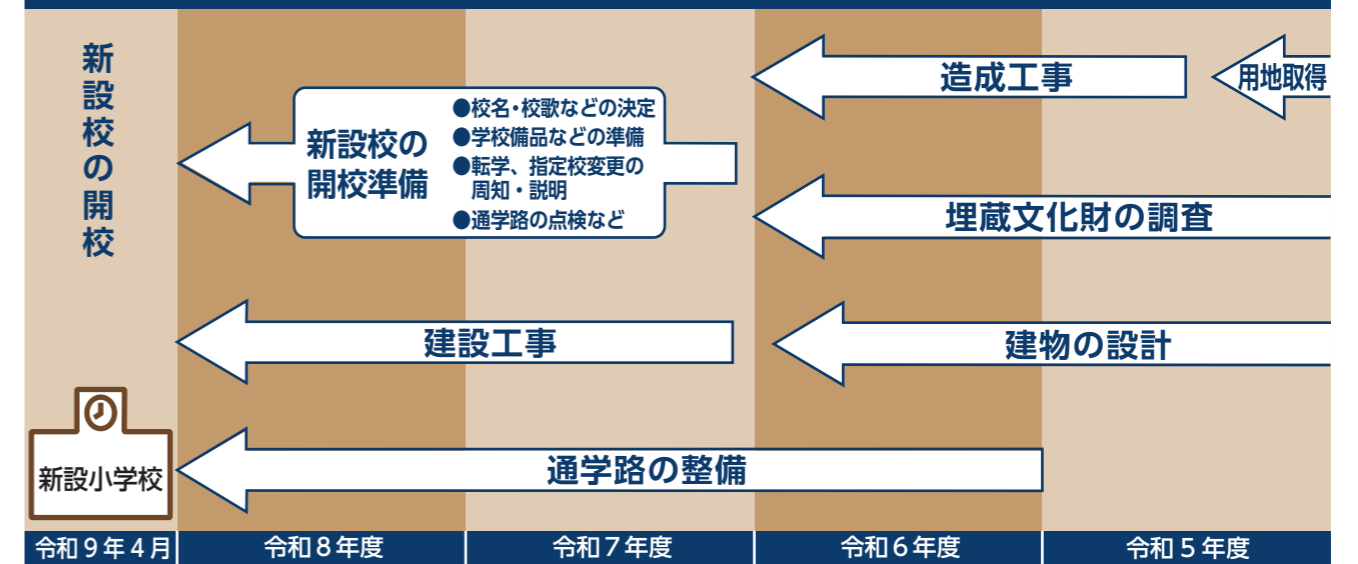 新設校の開校
造成工事
用地取得
新設校の
開校準備
●校名・校歌などの決定
●学校備品などの準備
●転学、指定校変更の
周知・説明
●通学路の点検など
埋蔵文化財の調査
建設工事
建物の設計
新設小学校
通学路の整備
令和9年4月
令和8年度
令和7年度
令和6年度
令和5年度